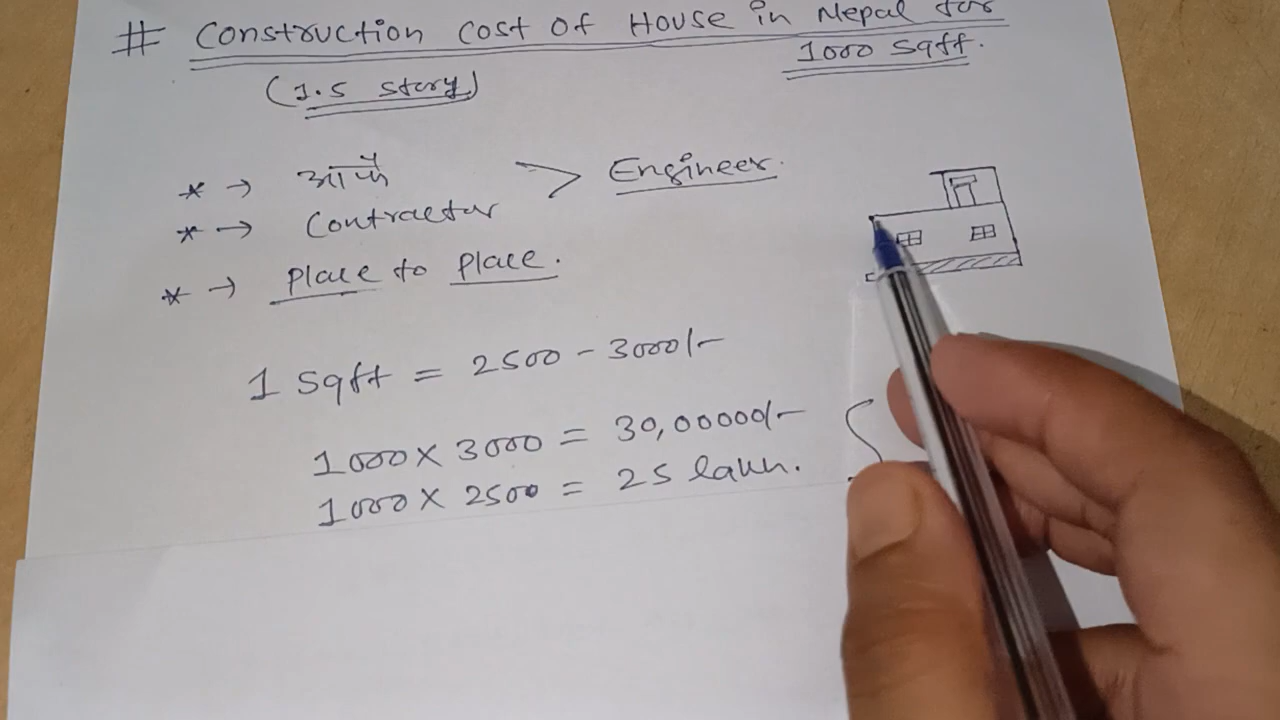 # Construction cost of House in Nepal for
1000 sqft.
(1.5 story)
* → आफै
* → Contractor > Engineer.
* → Place to Place.
1 Sqft = 2500 - 3000/-
1000 x 3000 = 30,00000/-
1000 x 2500 = 25 lakh.